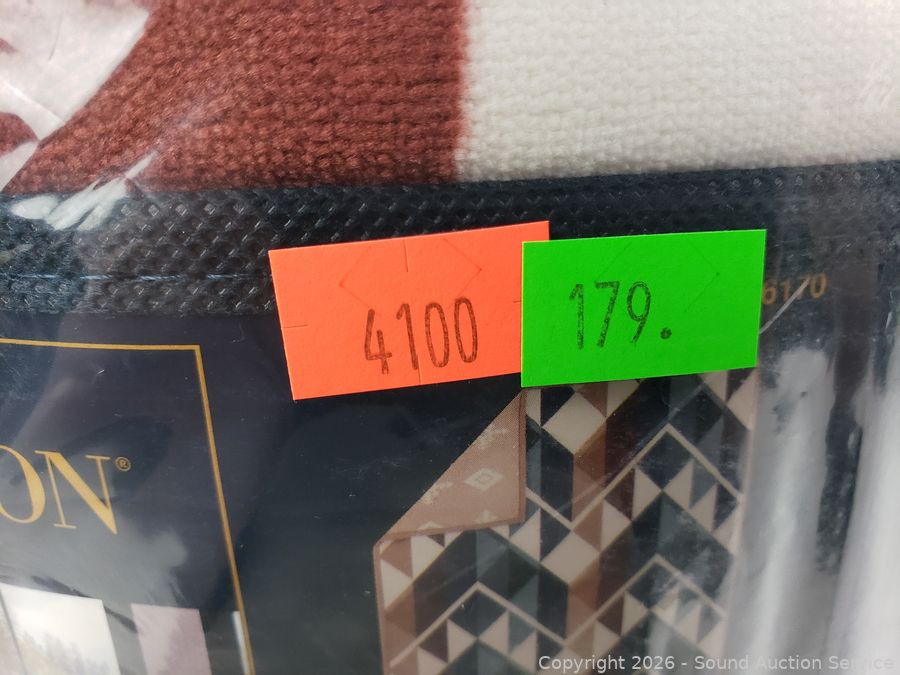 4100
179.
6170
ON®
Copyright 2026 - Sound Auction Service